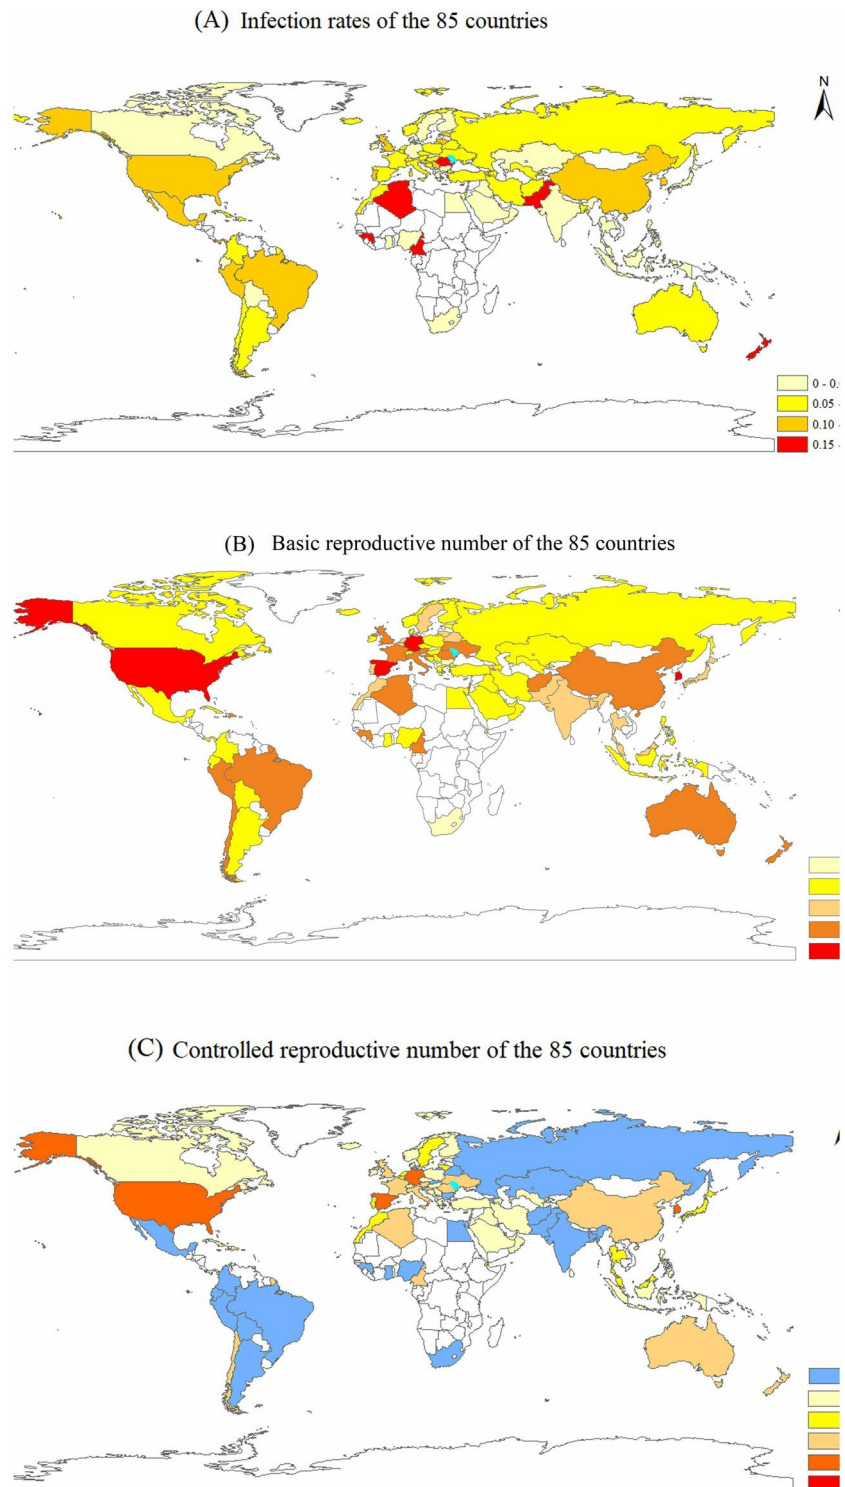 (A) Infection rates of the 85 countries
N
0 - 0.
0.05
0.10
0.15
(B) Basic reproductive number of the 85 countries
(C) Controlled reproductive number of the 85 countries